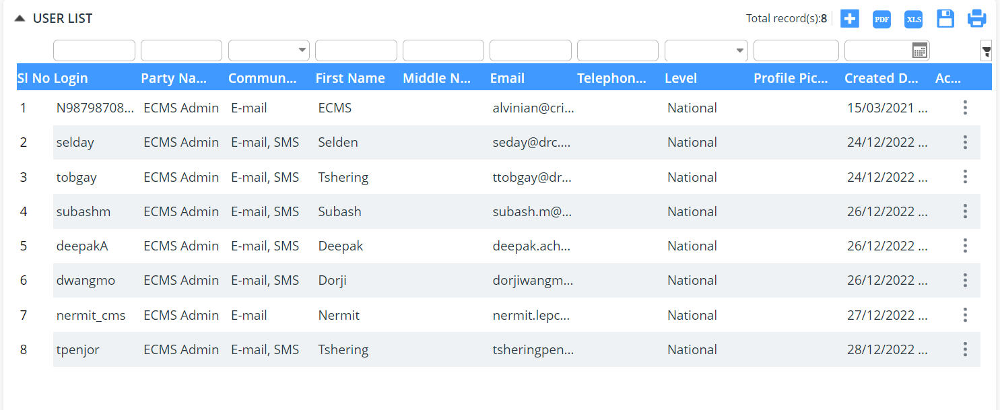 USER LIST Total record(s):8 PDF XLS
Sl No Login Party Na... Commun... First Name Middle N... Email Telephon... Level Profile Pic... Created D... Ac...
1 N98798708... ECMS Admin E-mail ECMS alvinian@cri... National 15/03/2021 ...
2 selday ECMS Admin E-mail, SMS Selden seday@drc.... National 24/12/2022 ...
3 tobgay ECMS Admin E-mail, SMS Tshering ttobgay@dr... National 24/12/2022 ...
4 subashm ECMS Admin E-mail, SMS Subash subash.m@... National 26/12/2022 ...
5 deepakA ECMS Admin E-mail, SMS Deepak deepak.ach... National 26/12/2022 ...
6 dwangmo ECMS Admin E-mail, SMS Dorji dorjiwangm... National 26/12/2022 ...
7 nermit_cms ECMS Admin E-mail Nermit nermit.lepc... National 27/12/2022 ...
8 tpenjor ECMS Admin E-mail, SMS Tshering tsheringpen... National 28/12/2022 ...